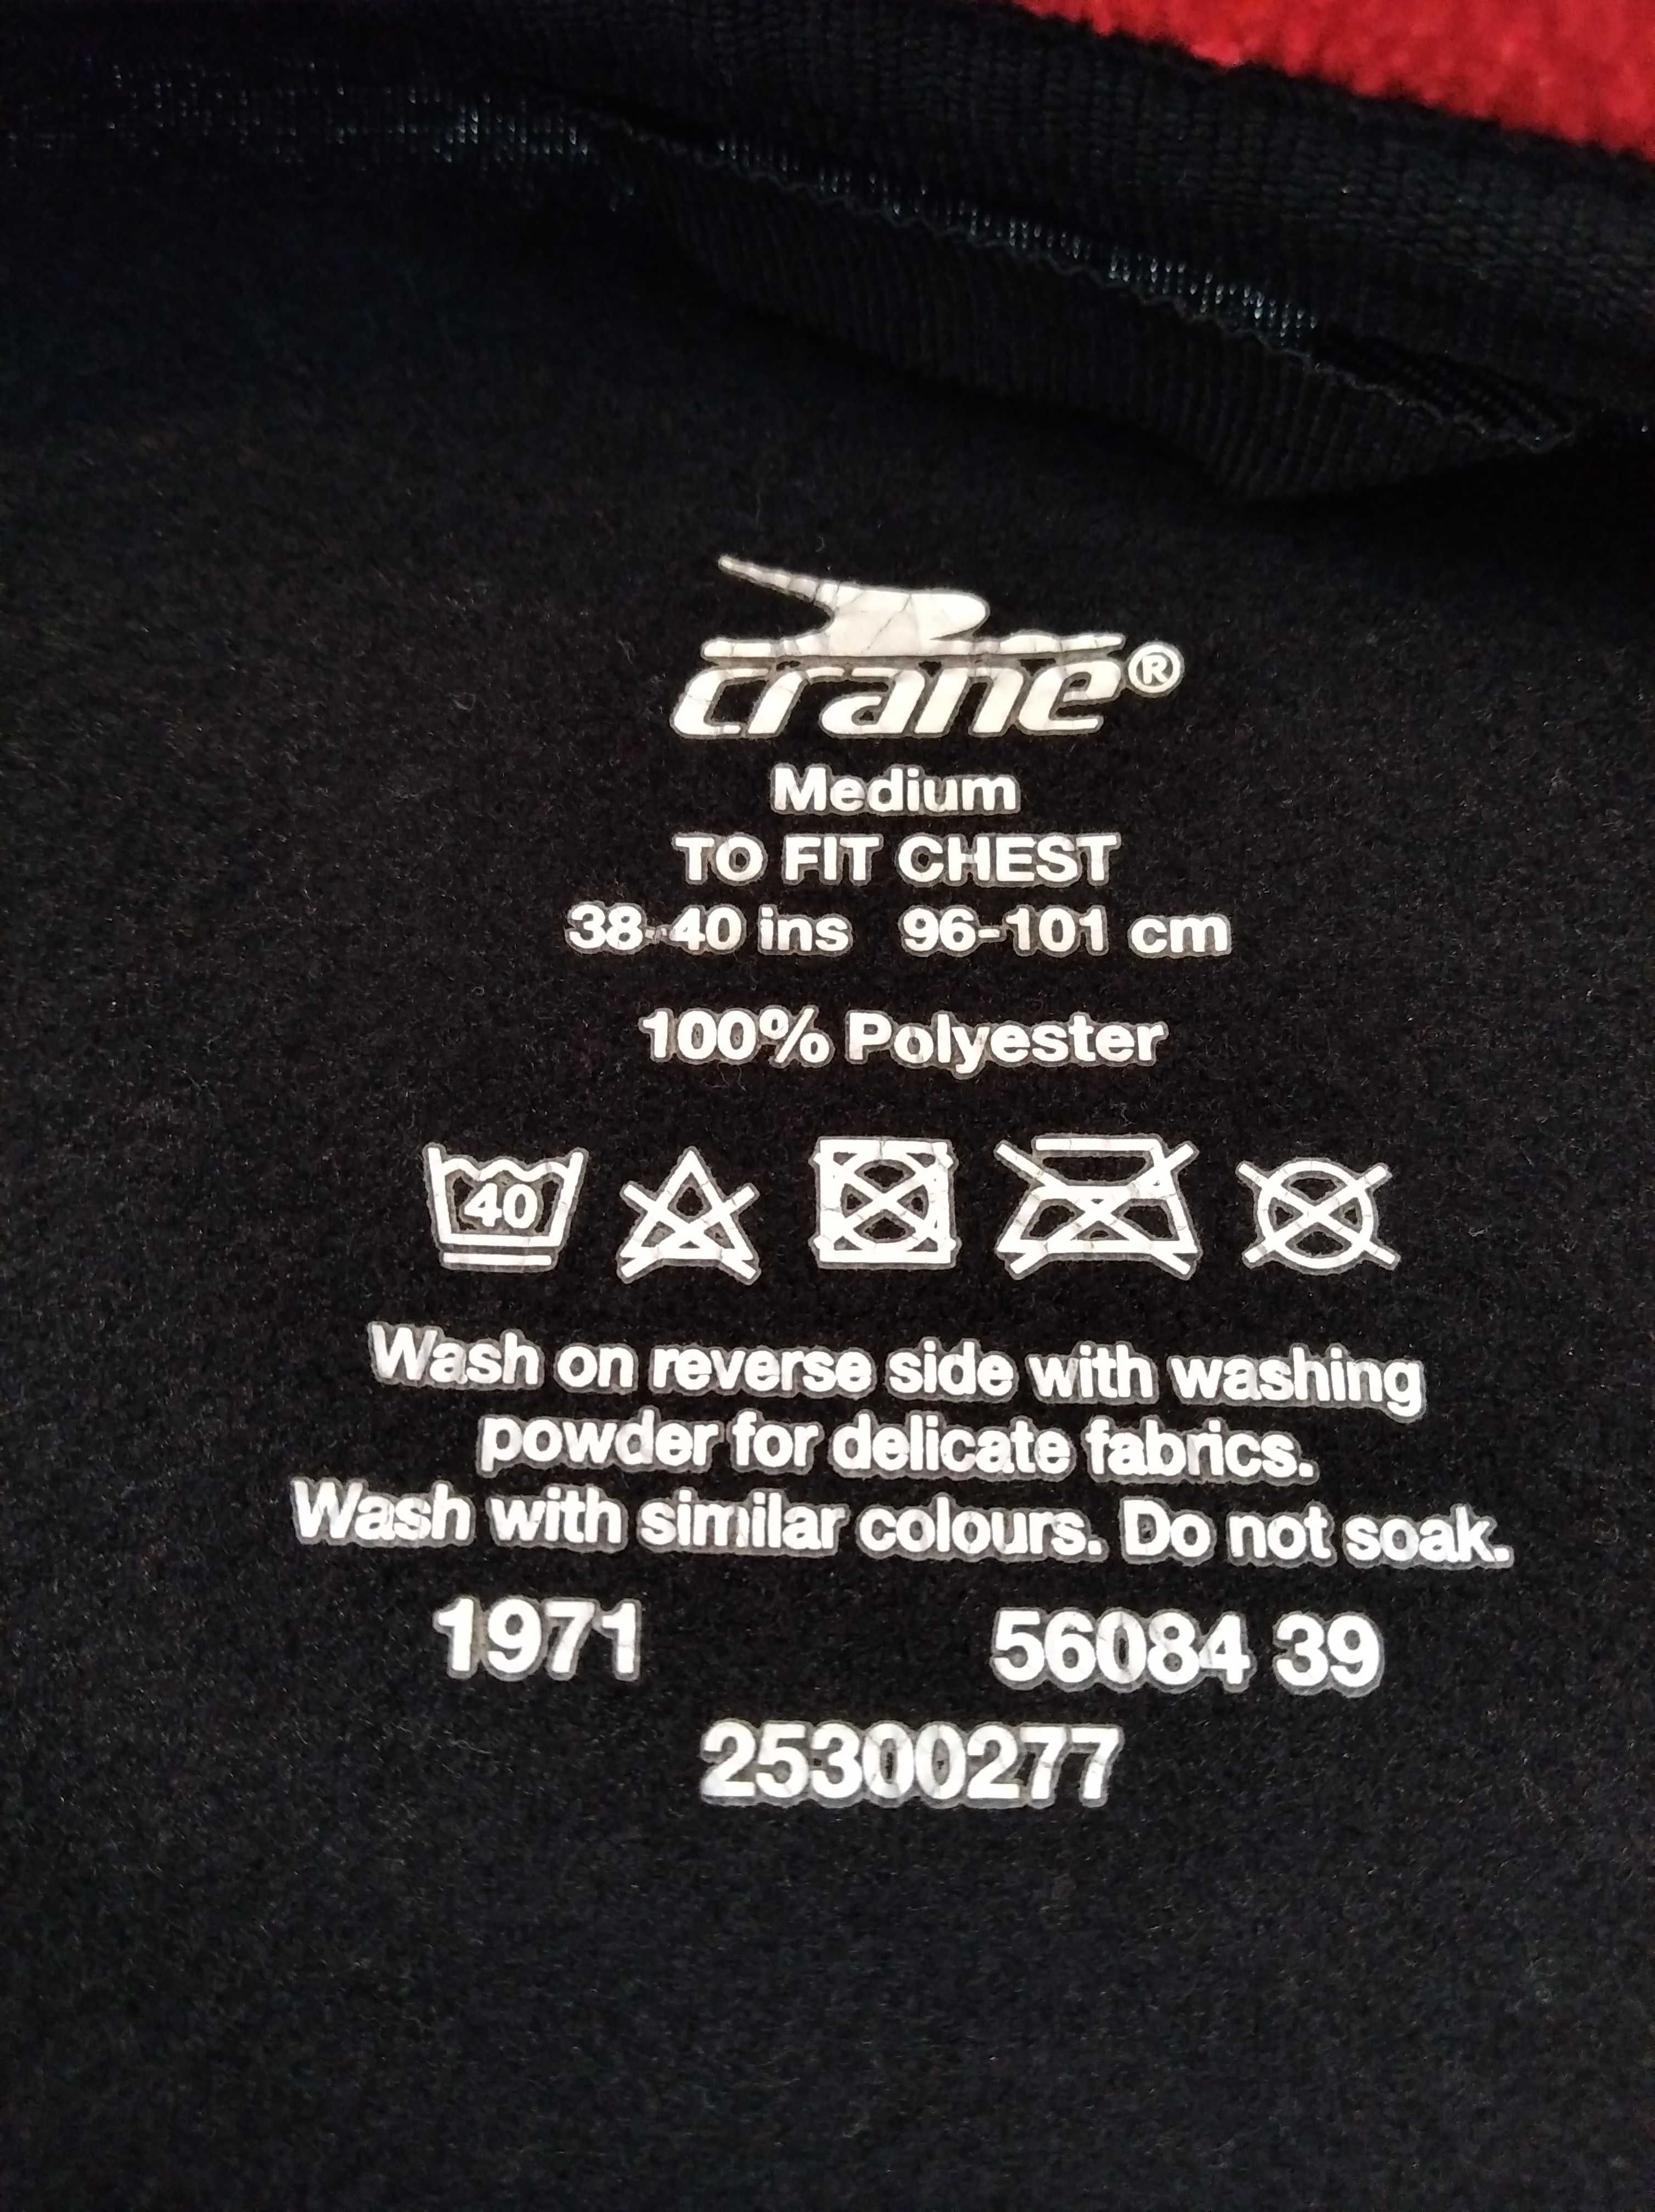 crane®
Medium
TO FIT CHEST
38-40 ins 96-101 cm
100% Polyester
40
Wash on reverse side with washing
powder for delicate fabrics.
Wash with similar colours. Do not soak.
1971 56084 39
25300277